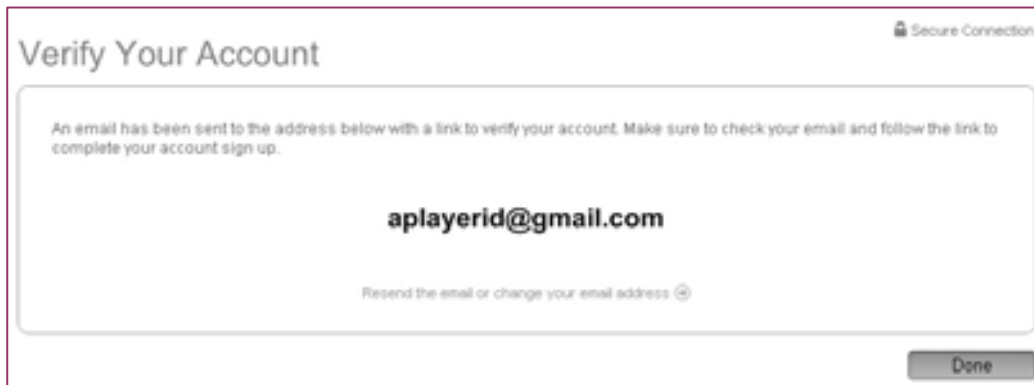 Secure Connection
Verify Your Account
An email has been sent to the address below with a link to verify your account. Make sure to check your email and follow the link to
complete your account sign up.
aplayerid@gmail.com
Resend the email or change your email address
Done